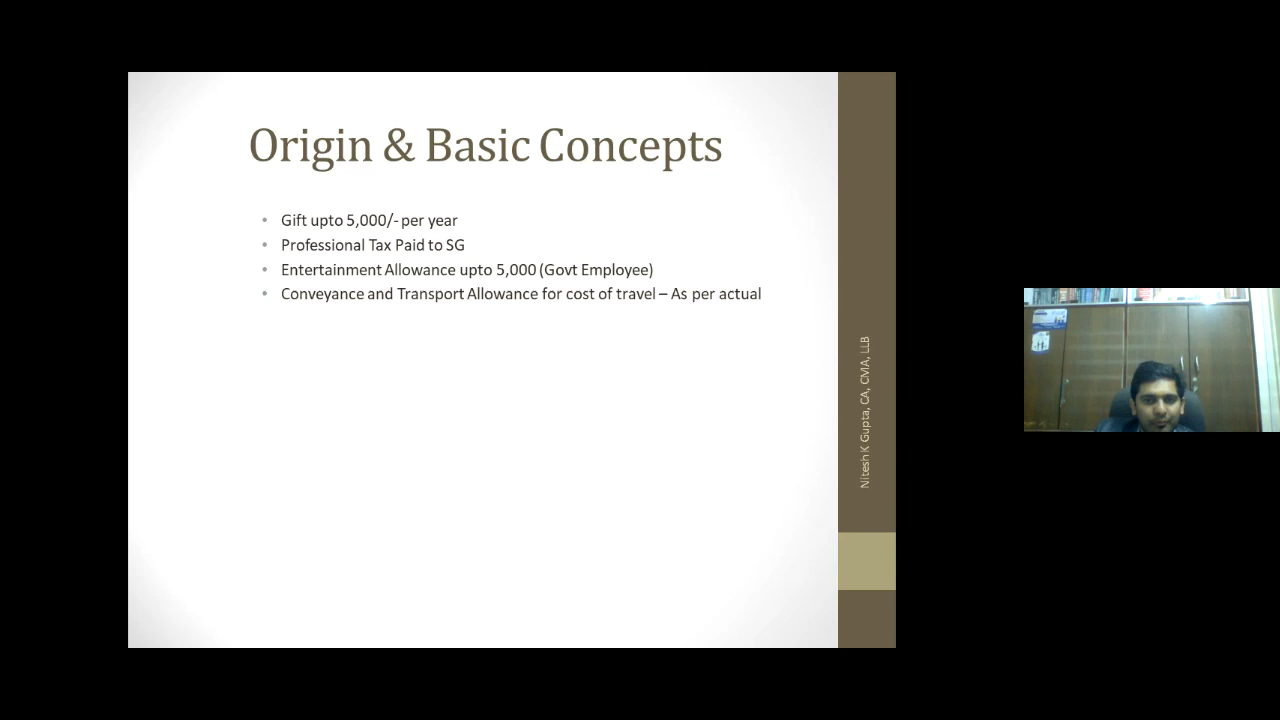 Origin & Basic Concepts
• Gift upto 5,000/- per year
• Professional Tax Paid to SG
• Entertainment Allowance upto 5,000 (Govt Employee)
• Conveyance and Transport Allowance for cost of travel – As per actual
Nitesh K Gupta, CA, CMA, LLB